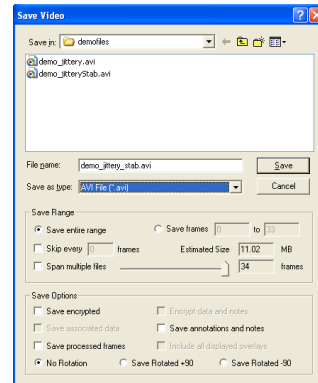 Save Video
Save in: demofiles
demo_jittery.avi
demo_jitteryStab.avi
File name: demo_jittery_stab.avi Save
Save as type: AVI File (*.avi) Cancel
Save Range
Save entire range Save frames 0 to 33
Skip every 0 frames Estimated Size 11.02 MB
Span multiple files 34 frames
Save Options
Save encrypted Encrypt data and notes
Save associated data Save annotations and notes
Save processed frames Include all displayed overlays
No Rotation Save Rotated +90 Save Rotated -90